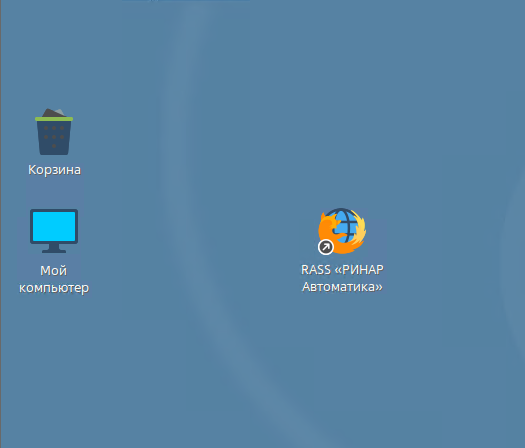 Корзина
Мой
компьютер
RASS «РИНАР
Автоматика»